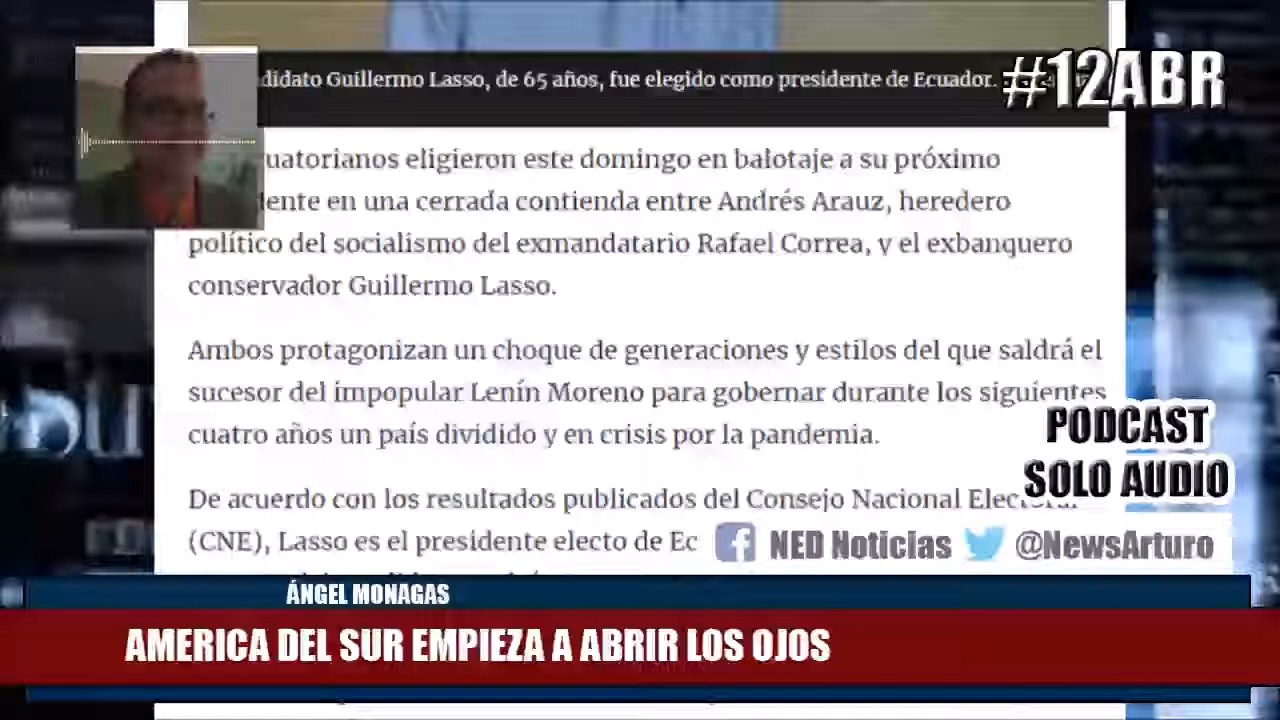 didato Guillermo Lasso, de 65 años, fue elegido como presidente de Ecuador.
#12ABR
uatorianos eligieron este domingo en balotaje a su próximo
dente en una cerrada contienda entre Andrés Arauz, heredero
político del socialismo del exmandatario Rafael Correa, y el exbanquero
conservador Guillermo Lasso.
Ambos protagonizan un choque de generaciones y estilos del que saldrá el
sucesor del impopular Lenín Moreno para gobernar durante los siguientes
cuatro años un país dividido y en crisis por la pandemia.
PODCAST
SOLO AUDIO
De acuerdo con los resultados publicados del Consejo Nacional Electoral
(CNE), Lasso es el presidente electo de Ec
NED Noticias @NewsArturo
ÁNGEL MONAGAS
AMERICA DEL SUR EMPIEZA A ABRIR LOS OJOS